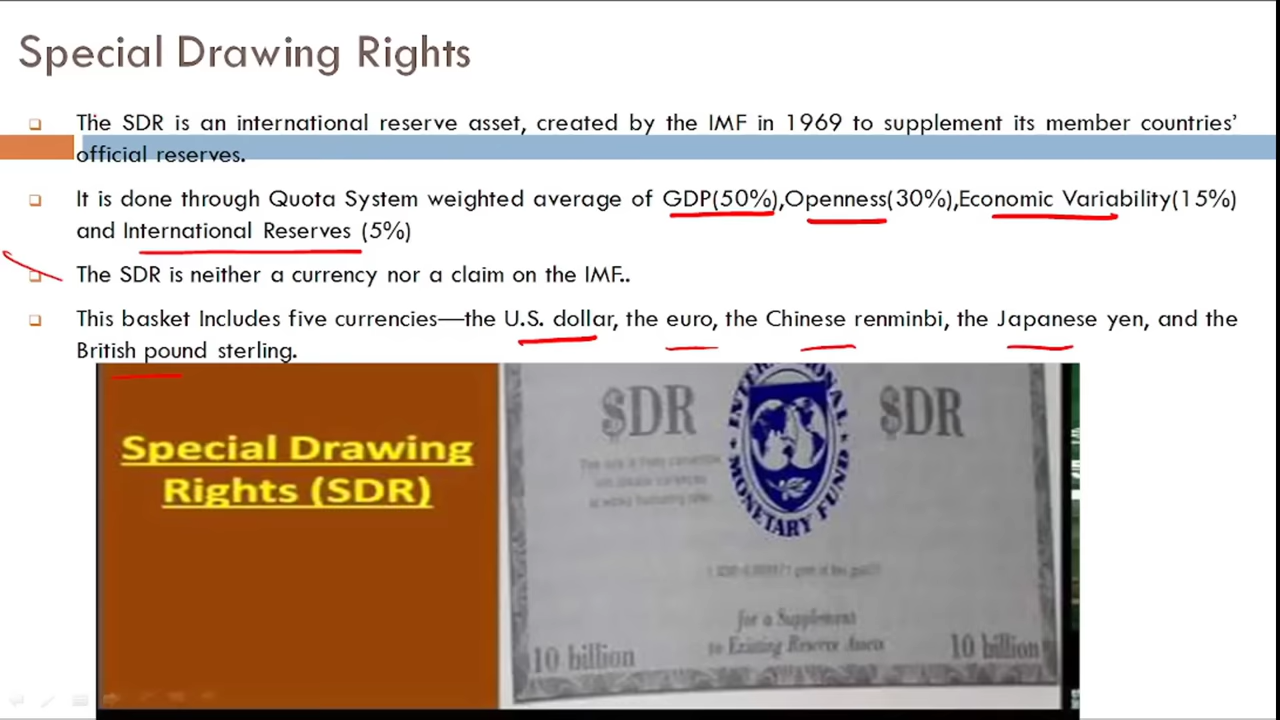 Special Drawing Rights
The SDR is an international reserve asset, created by the IMF in 1969 to supplement its member countries'
official reserves.
It is done through Quota System weighted average of GDP(50%),Openness(30%),Economic Variability(15%)
and International Reserves (5%)
The SDR is neither a currency nor a claim on the IMF..
This basket Includes five currencies—the U.S. dollar, the euro, the Chinese renminbi, the Japanese yen, and the
British pound sterling.
Special Drawing
Rights (SDR)
$DR $DR
INTERNATIONAL MONETARY FUND
for a Supplement
to Existing Reserve Assets
10 billion 10 billion